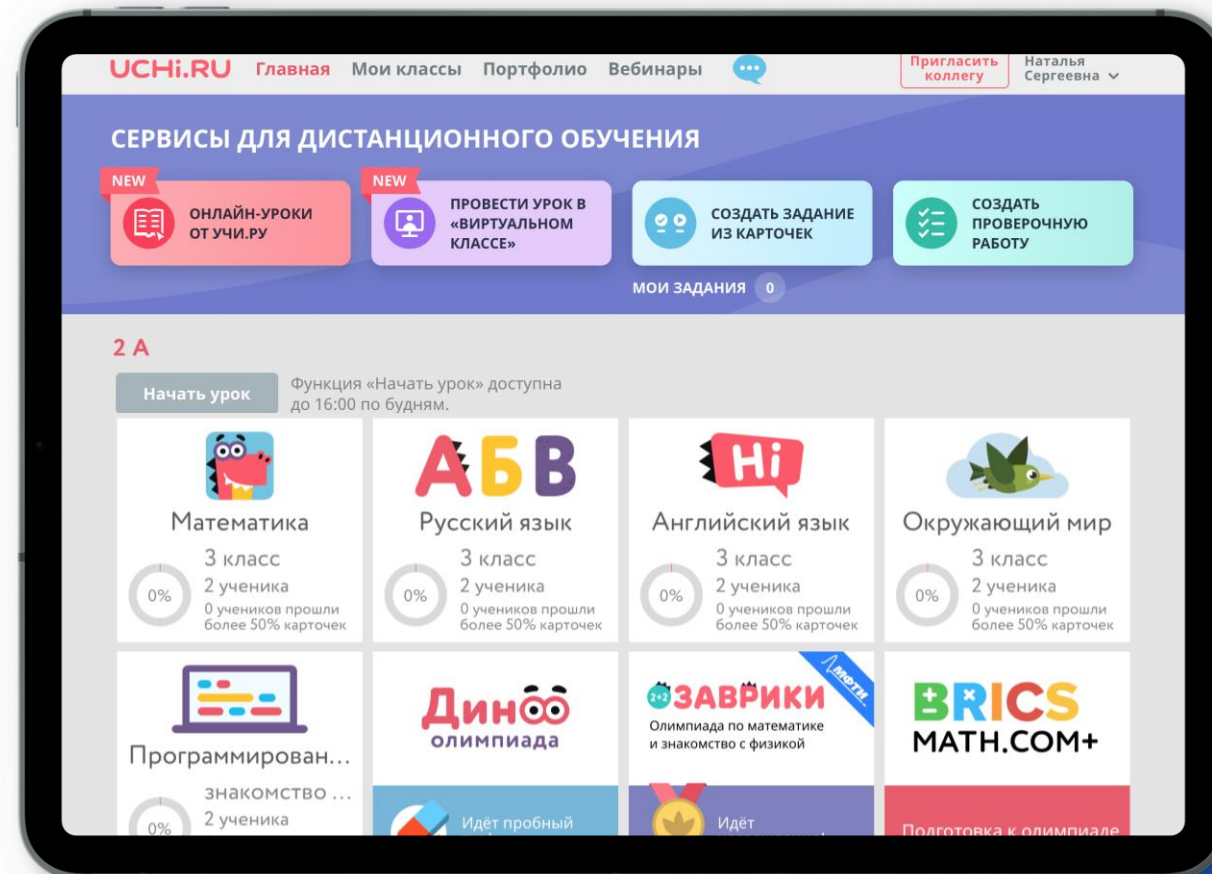 UCHi.RU Главная Мои классы Портфолио Вебинары
Пригласить
коллегу
Наталья
Сергеевна
СЕРВИСЫ ДЛЯ ДИСТАНЦИОННОГО ОБУЧЕНИЯ
NEW
ОНЛАЙН-УРОКИ
ОТ УЧИ.РУ
NEW
ПРОВЕСТИ УРОК В
«ВИРТУАЛЬНОМ
КЛАССЕ»
СОЗДАТЬ ЗАДАНИЕ
ИЗ КАРТОЧЕК
СОЗДАТЬ
ПРОВЕРОЧНУЮ
РАБОТУ
МОИ ЗАДАНИЯ 0
2 А
Начать урок
Функция «Начать урок» доступна
до 16:00 по будням.
Математика
3 класс
0%
2 ученика
0 учеников прошли
более 50% карточек
АБВ
Русский язык
3 класс
0%
2 ученика
0 учеников прошли
более 50% карточек
Hi
Английский язык
3 класс
0%
2 ученика
0 учеников прошли
более 50% карточек
Окружающий мир
3 класс
0%
2 ученика
0 учеников прошли
более 50% карточек
Программирован...
знакомство ...
0%
2 ученика
Дино
олимпиада
Идёт пробный
МФТИ
2+2 ЗАВРИКИ
Олимпиада по математике
и знакомство с физикой
Идёт
BRICS
MATH.COM+
Подготовка к олимпиаде